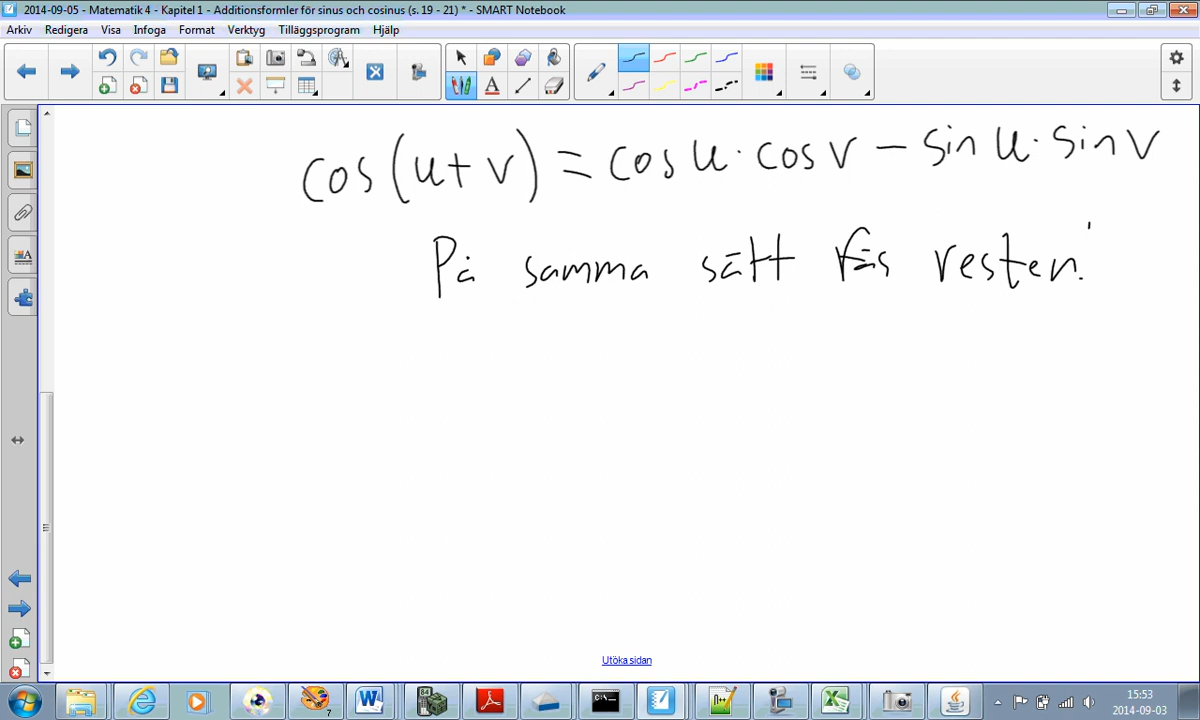 2014-09-05 - Matematik 4 - Kapitel 1 - Additionsformler för sinus och cosinus (s. 19 - 21) * - SMART Notebook
Arkiv Redigera Visa Infoga Format Verktyg Tilläggsprogram Hjälp
cos(u+v) = cos u · cos v − sin u · sin v
På samma sätt fås resten.
Utöka sidan
15:53
2014-09-03